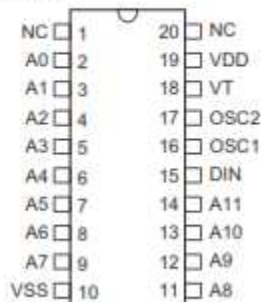 NC 1 20 NC
A0 2 19 VDD
A1 3 18 VT
A2 4 17 OSC2
A3 5 16 OSC1
A4 6 15 DIN
A5 7 14 A11
A6 8 13 A10
A7 9 12 A9
VSS 10 11 A8